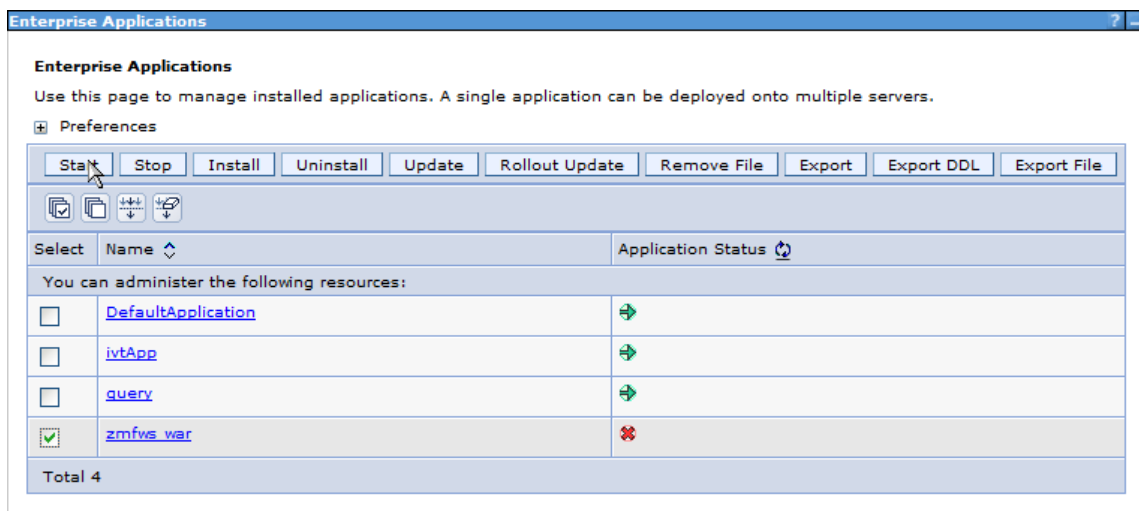 Enterprise Applications ? –
Enterprise Applications
Use this page to manage installed applications. A single application can be deployed onto multiple servers.
+ Preferences
Start Stop Install Uninstall Update Rollout Update Remove File Export Export DDL Export File
Select Name Application Status
You can administer the following resources:
DefaultApplication
ivtApp
query
zmfws_war
Total 4